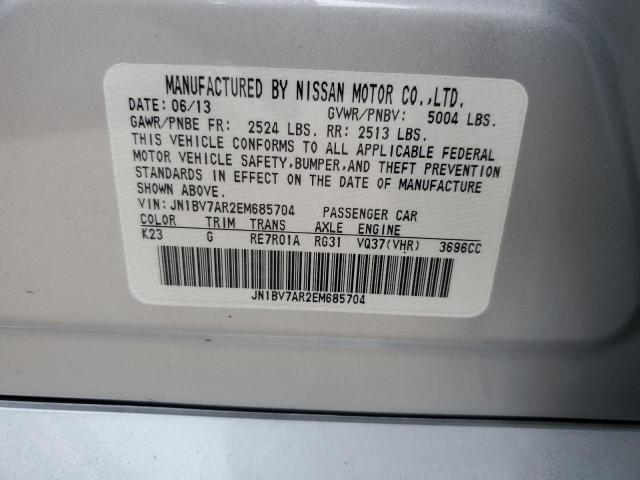 MANUFACTURED BY NISSAN MOTOR CO.,LTD.
DATE: 06/13 GVWR/PNBV: 5004 LBS.
GAWR/PNBE FR: 2524 LBS. RR: 2513 LBS.
THIS VEHICLE CONFORMS TO ALL APPLICABLE FEDERAL
MOTOR VEHICLE SAFETY,BUMPER,AND THEFT PREVENTION
STANDARDS IN EFFECT ON THE DATE OF MANUFACTURE
SHOWN ABOVE.
VIN: JN1BV7AR2EM685704 PASSENGER CAR
COLOR TRIM TRANS AXLE ENGINE
K23 G RE7R01A RG31 VQ37(VHR) 3696CC
JN1BV7AR2EM685704